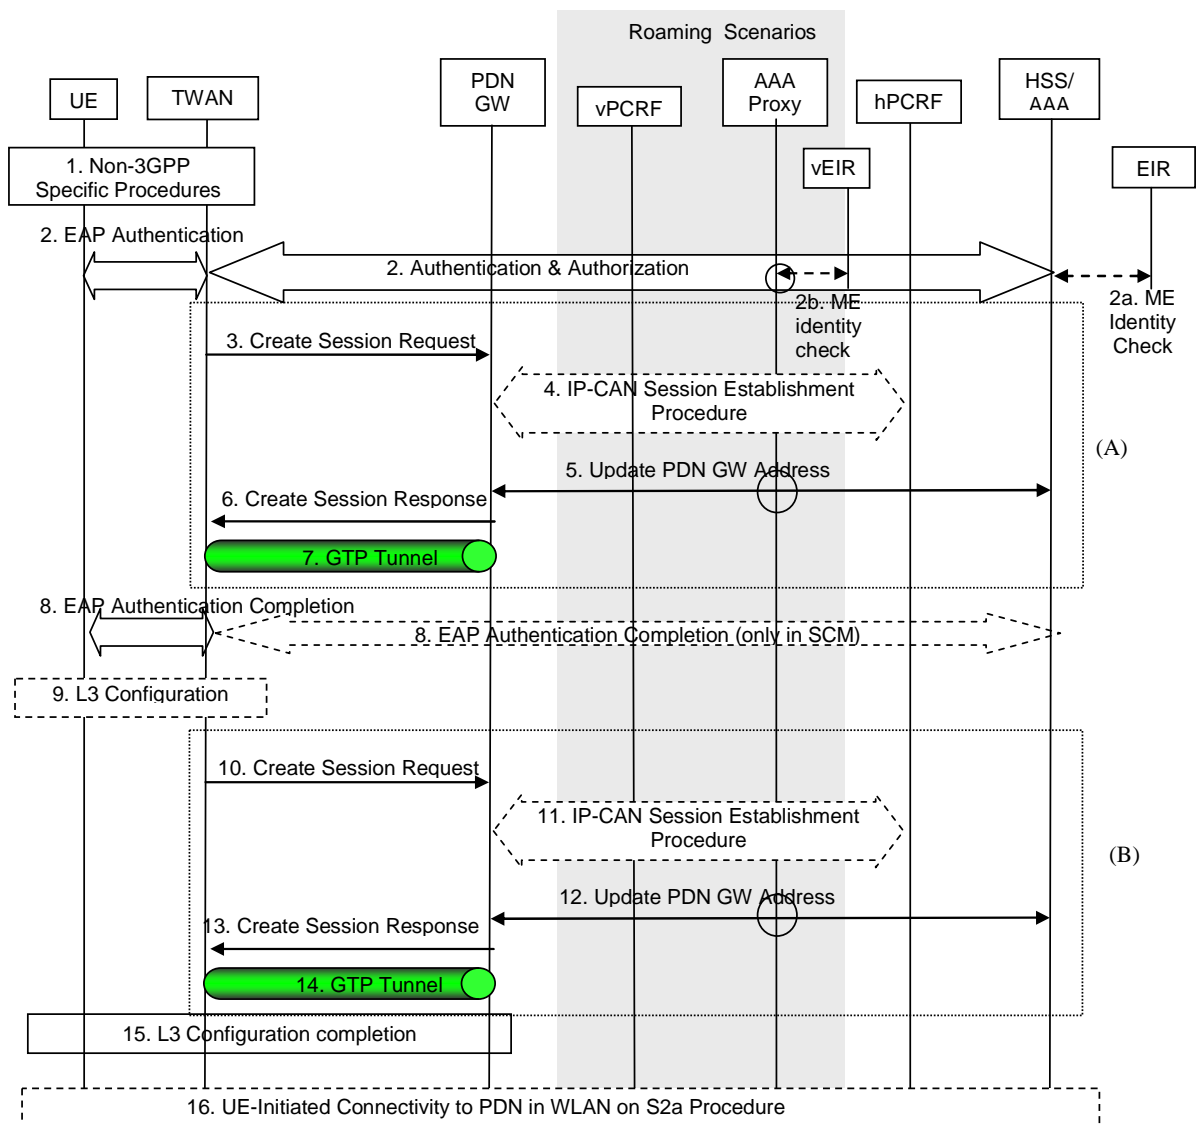 Roaming Scenarios
UE
TWAN
PDN
GW
vPCRF
AAA
Proxy
hPCRF
HSS/
AAA
vEIR
EIR
1. Non-3GPP
Specific Procedures
2. EAP Authentication
2. Authentication & Authorization
2b. ME
identity
check
2a. ME
Identity
Check
3. Create Session Request
4. IP-CAN Session Establishment
Procedure
(A)
5. Update PDN GW Address
6. Create Session Response
7. GTP Tunnel
8. EAP Authentication Completion
8. EAP Authentication Completion (only in SCM)
9. L3 Configuration
10. Create Session Request
11. IP-CAN Session Establishment
Procedure
(B)
12. Update PDN GW Address
13. Create Session Response
14. GTP Tunnel
15. L3 Configuration completion
16. UE-Initiated Connectivity to PDN in WLAN on S2a Procedure